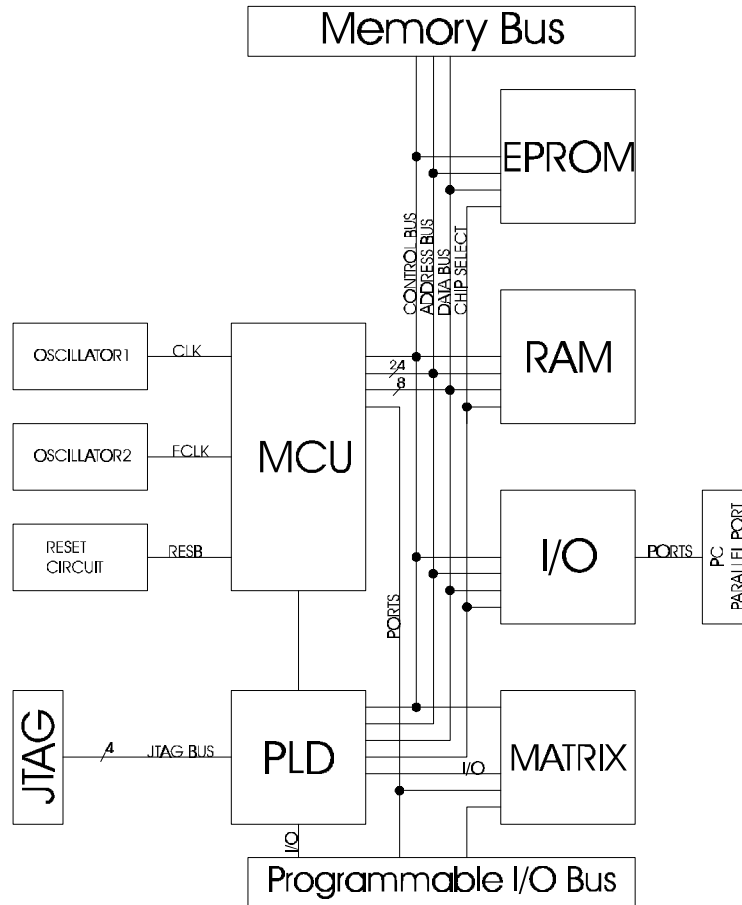 Memory Bus
EPROM
CONTROL BUS
ADDRESS BUS
DATA BUS
CHIP SELECT
OSCILLATOR1
CLK
MCU
24
8
RAM
OSCILLATOR2
FCLK
RESET
CIRCUIT
RESB
I/O
PORTS
PC
PARALLEL PORT
PORTS
JTAG
4
JTAG BUS
PLD
I/O
MATRIX
I/O
Programmable I/O Bus